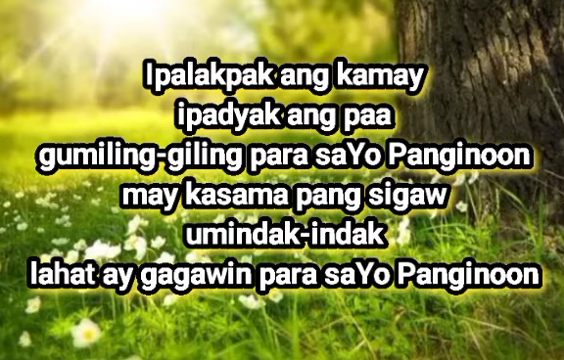 Ipalakpak ang kamay
ipadyak ang paa
gumiling-giling para saYo Panginoon
may kasama pang sigaw
umindak-indak
lahat ay gagawin para saYo Panginoon